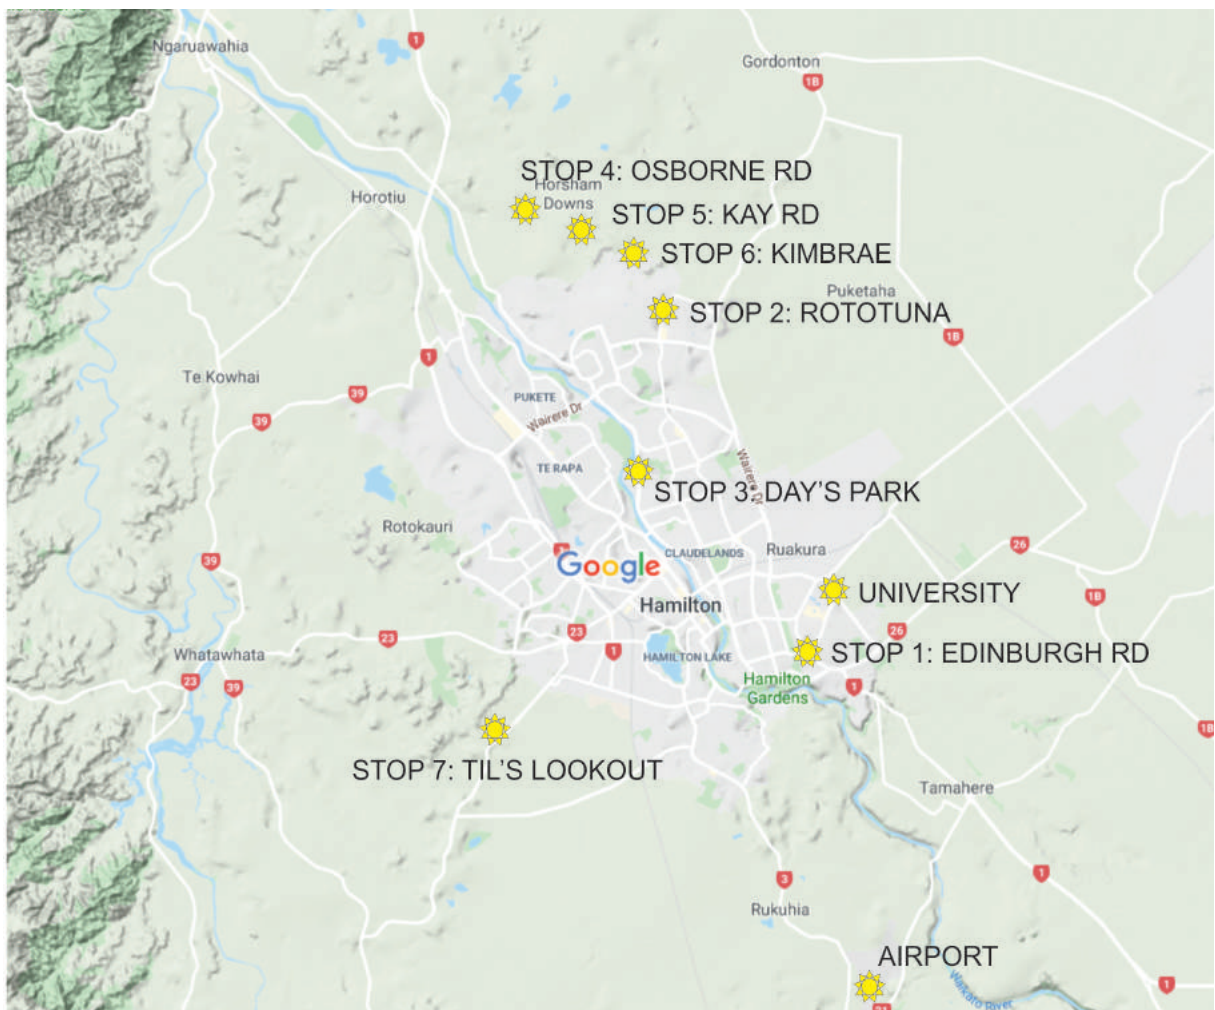 Ngaruawahia
1
Gordonton
1B
STOP 4: OSBORNE RD
Horsham
Downs
Horotiu
STOP 5: KAY RD
STOP 6: KIMBRAE
Puketaha
STOP 2: ROTOTUNA
1B
1
Te Kowhai
39
39
PUKETE
Wairere Dr
TE RAPA
Wairere Dr
STOP 3: DAY'S PARK
Rotokauri
39
CLAUDELANDS
Ruakura
26
Google
UNIVERSITY
1B
Hamilton
23
23
1
26
Whatawhata
HAMILTON LAKE
STOP 1: EDINBURGH RD
23
39
Hamilton
Gardens
1
1B
STOP 7: TIL'S LOOKOUT
Tamahere
3
1
Rukuhia
AIRPORT
Waikato River
1
21